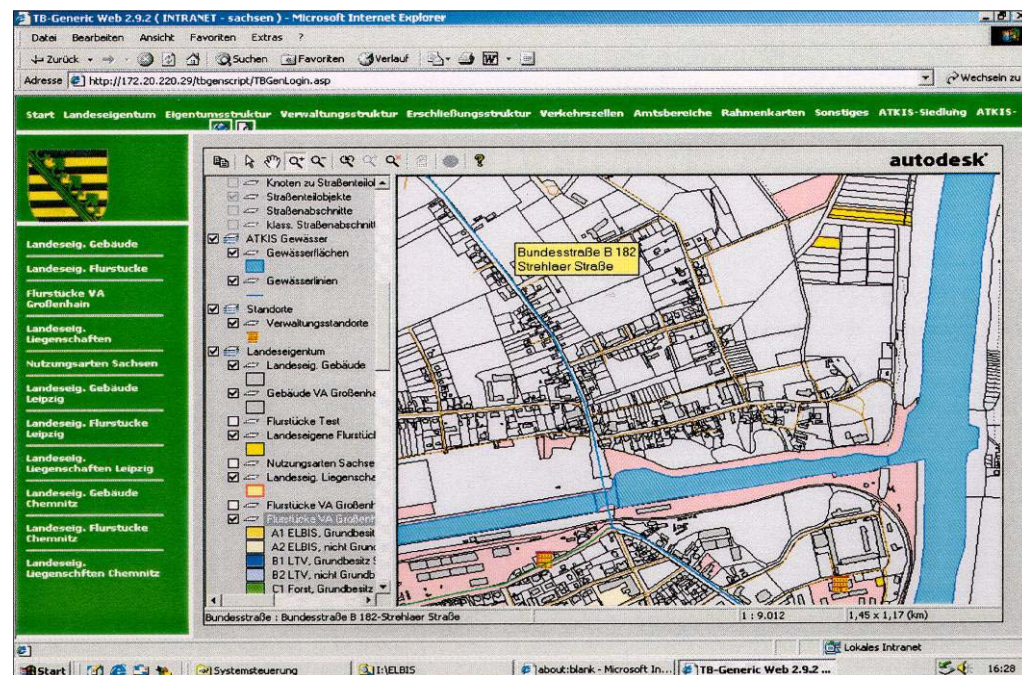 TB-Generic Web 2.9.2 ( INTRANET - sachsen ) - Microsoft Internet Explorer
Datei Bearbeiten Ansicht Favoriten Extras ?
Zurück Suchen Favoriten Verlauf
Adresse http://172.20.220.29/tbgenscript/TBGenLogin.asp Wechseln zu
Start Landeseigentum Eigentumsstruktur Verwaltungsstruktur Erschließungsstruktur Verkehrszellen Amtsbereiche Rahmenkarten Sonstiges ATKIS-Siedlung ATKIS-
autodesk
Landeseig. Gebäude
Landeseig. Flurstucke
Flurstücke VA
Großenhain
Landeseig.
Liegenschaften
Nutzungsarten Sachsen
Landeseig. Gebäude
Leipzig
Landeseig. Flurstucke
Leipzig
Landeseig.
Liegenschaften Leipzig
Landeseig. Gebäude
Chemnitz
Landeseig. Flurstucke
Chemnitz
Landeseig.
Liegenschften Chemnitz
Knoten zu Straßenteilol
Straßenteilobjekte
Straßenabschnitte
klass. Straßenabschnitt
ATKIS Gewässer
Gewässerflächen
Gewässerlinien
Standorte
Verwaltungsstandorte
Landeseigentum
Landeseig. Gebäude
Gebäude VA Großenha
Flurstücke Test
Landeseigene Flurstücl
Nutzungsarten Sachse
Landeseig. Liegenscha
Flurstücke VA Großenh
Flurstücke VA Großenh
A1 ELBIS, Grundbesit
A2 ELBIS, nicht Grund
B1 LTV, Grundbesitz S
B2 LTV, nicht Grundb
C1 Forst, Grundbesitz
Bundesstraße B 182
Strehlaer Straße
Bundesstraße : Bundesstraße B 182-Strehlaer Straße 1 : 9.012 1,45 x 1,17 (km)
Lokales Intranet
Start Systemsteuerung I:\ELBIS about:blank - Microsoft In... TB-Generic Web 2.9.2 ... 16:28